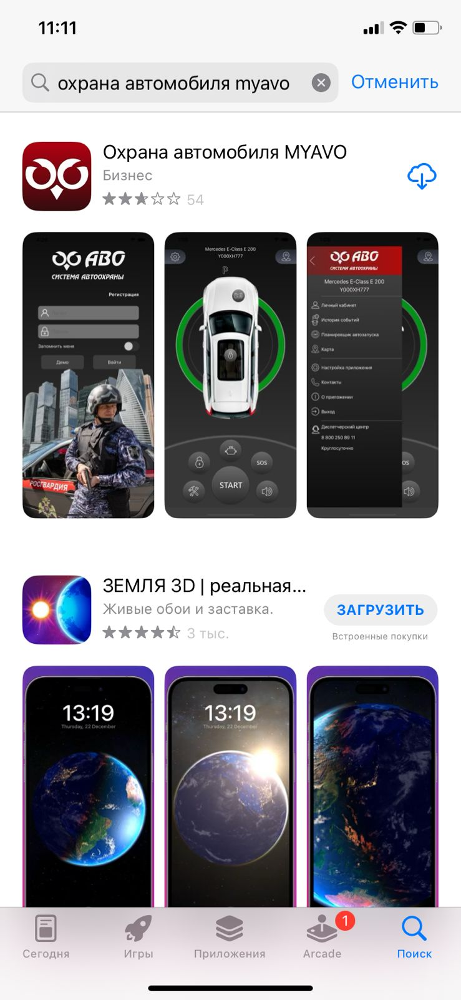 11:11
охрана автомобиля myavo
Отменить
Охрана автомобиля MYAVO
Бизнес
54
АВО
СИСТЕМА АВТООХРАНЫ
Регистрация
Запомнить меня
Демо
Войти
РОСГВАРДИЯ
Mercedes E-Class E 200
Y000XH777
P
SOS
START
АВО
СИСТЕМА АВТООХРАНЫ
Mercedes E-Class E 200
Y000XH777
Личный кабинет
История событий
Планировщик автозапуска
Карта
Настройка приложения
Контакты
О приложении
Выход
Диспетчерский центр
8 800 250 89 11
Круглосуточно
OS
ЗЕМЛЯ 3D | реальная...
Живые обои и заставка.
3 тыс.
ЗАГРУЗИТЬ
Встроенные покупки
13:19
Thursday, 22 December
13:19
Thursday, 22 December
1
Сегодня
Игры
Приложения
Arcade
Поиск